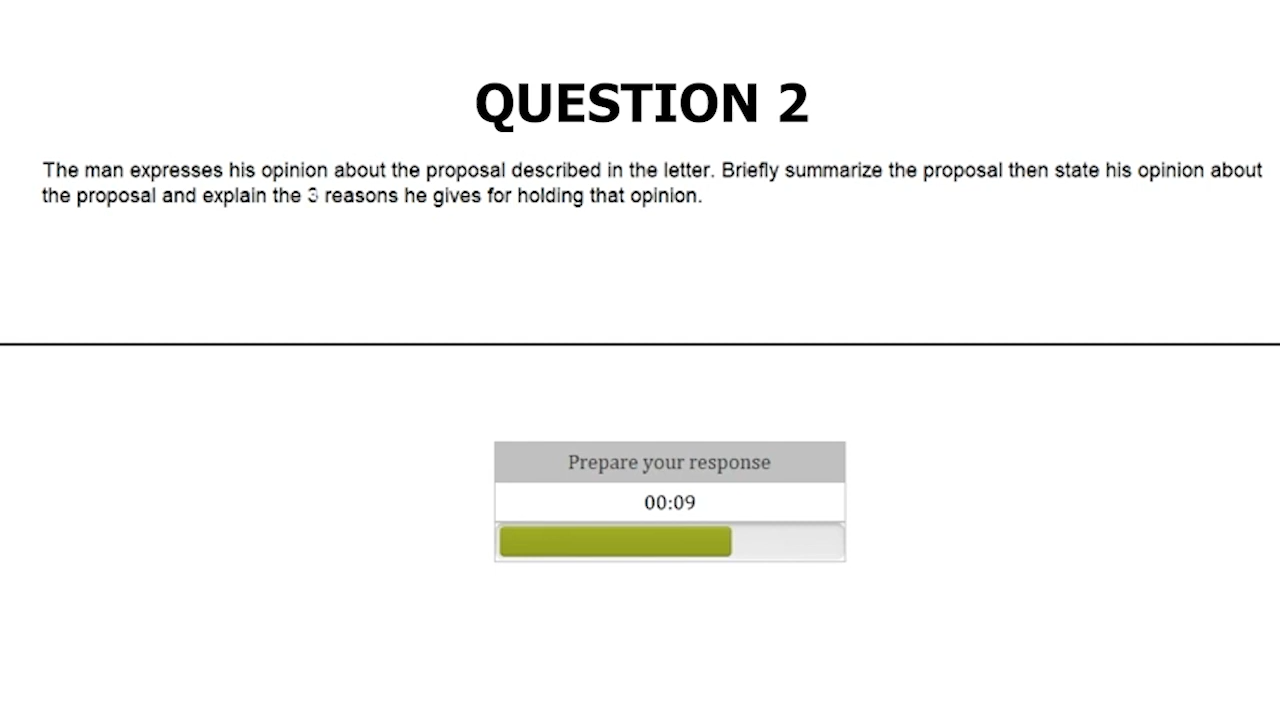 QUESTION 2
The man expresses his opinion about the proposal described in the letter. Briefly summarize the proposal then state his opinion about
the proposal and explain the 3 reasons he gives for holding that opinion.
Prepare your response
00:09